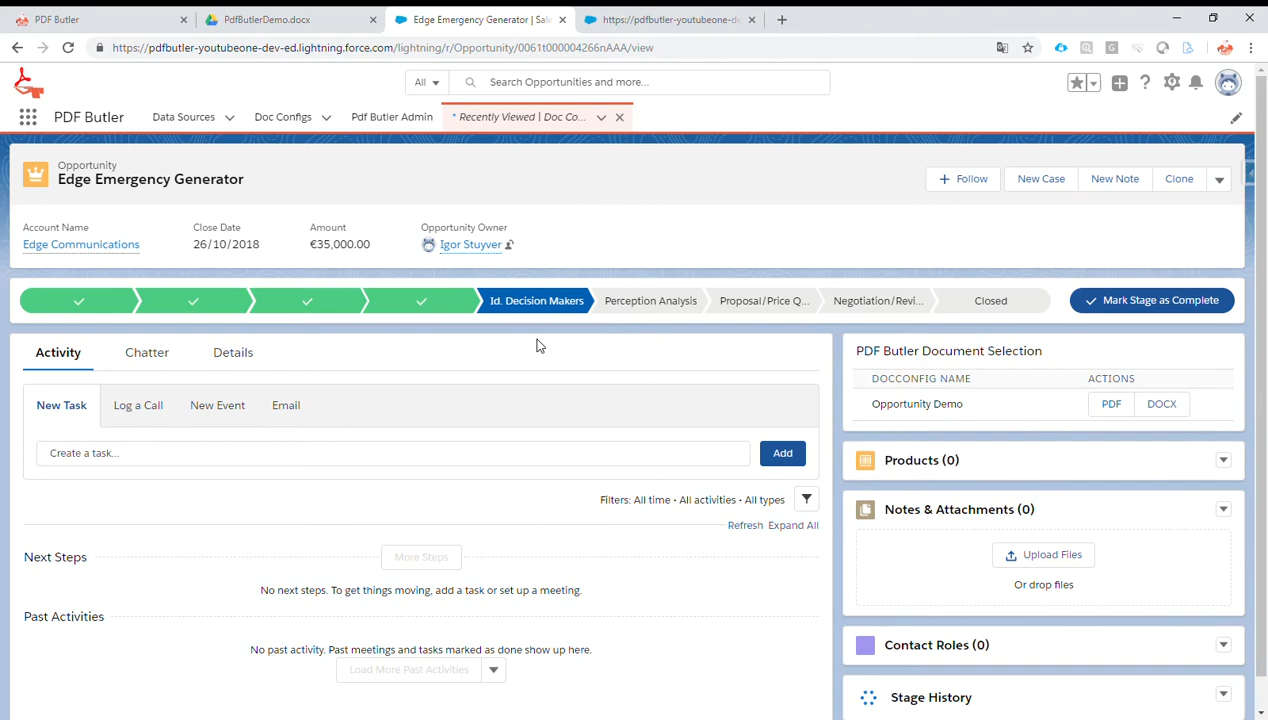 PDF Butler
PdfButlerDemo.docx
Edge Emergency Generator | Sale
https://pdfbutler-youtubeone-de
https://pdfbutler-youtubeone-dev-ed.lightning.force.com/lightning/r/Opportunity/0061t000004266nAAA/view
All
Search Opportunities and more...
PDF Butler
Data Sources
Doc Configs
Pdf Butler Admin
* Recently Viewed | Doc Co...
Opportunity
Edge Emergency Generator
Follow
New Case
New Note
Clone
Account Name
Close Date
Amount
Opportunity Owner
Edge Communications
26/10/2018
€35,000.00
Igor Stuyver
Id. Decision Makers
Perception Analysis
Proposal/Price Q...
Negotiation/Revi...
Closed
Mark Stage as Complete
Activity
Chatter
Details
New Task
Log a Call
New Event
Email
Create a task...
Add
Filters: All time • All activities • All types
Refresh
Expand All
Next Steps
More Steps
No next steps. To get things moving, add a task or set up a meeting.
Past Activities
No past activity. Past meetings and tasks marked as done show up here.
Load More Past Activities
PDF Butler Document Selection
DOCCONFIG NAME
ACTIONS
Opportunity Demo
PDF
DOCX
Products (0)
Notes & Attachments (0)
Upload Files
Or drop files
Contact Roles (0)
Stage History